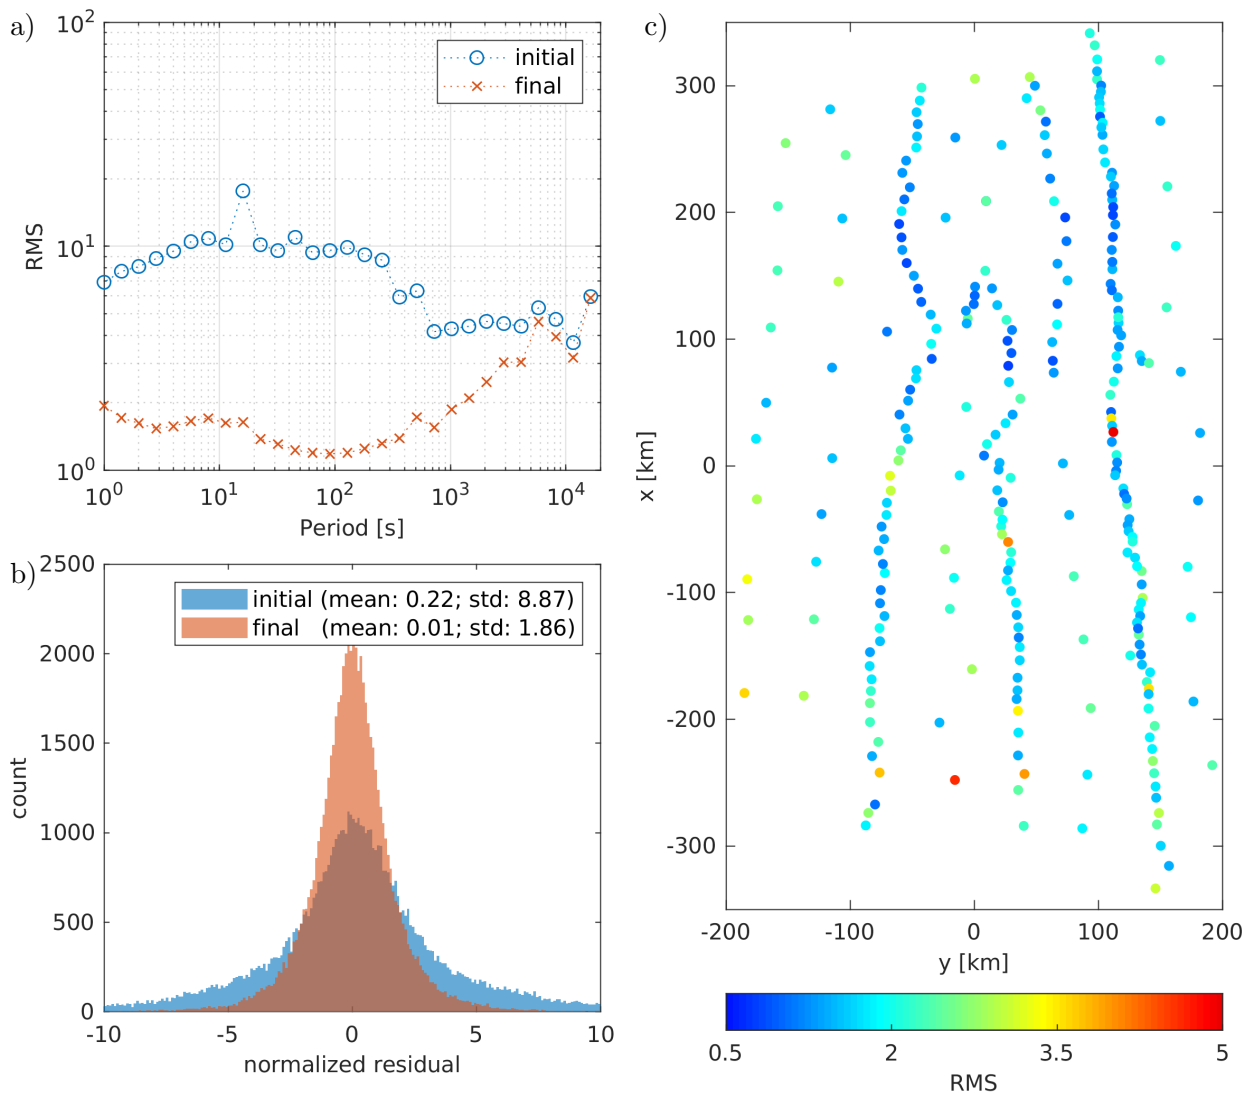 a)
10²
10¹
10⁰
RMS
initial
final
10⁰ 10¹ 10² 10³ 10⁴
Period [s]
b)
2500
2000
1500
1000
500
0
count
initial (mean: 0.22; std: 8.87)
final (mean: 0.01; std: 1.86)
-10 -5 0 5 10
normalized residual
c)
300
200
100
0
-100
-200
-300
x [km]
-200 -100 0 100 200
y [km]
0.5 2 3.5 5
RMS